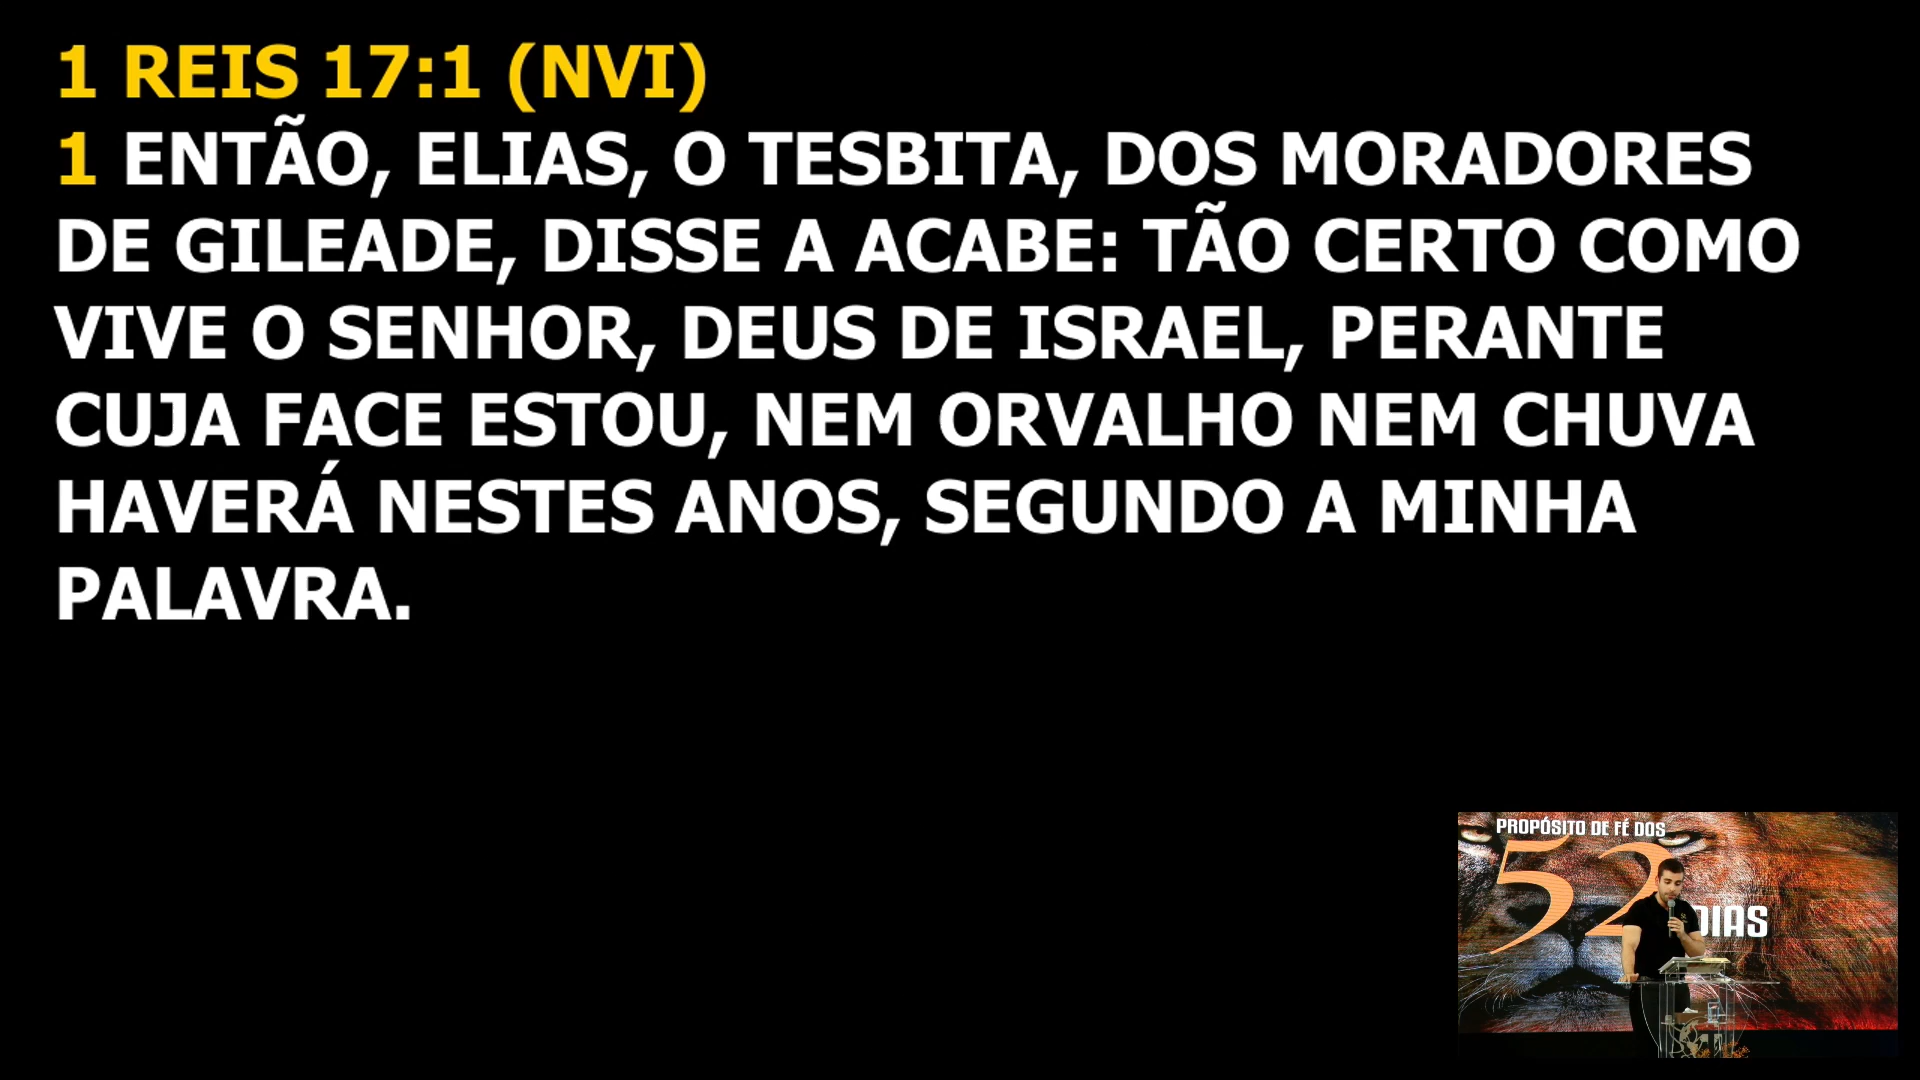 1 REIS 17:1 (NVI)
1 ENTÃO, ELIAS, O TESBITA, DOS MORADORES
DE GILEADE, DISSE A ACABE: TÃO CERTO COMO
VIVE O SENHOR, DEUS DE ISRAEL, PERANTE
CUJA FACE ESTOU, NEM ORVALHO NEM CHUVA
HAVERÁ NESTES ANOS, SEGUNDO A MINHA
PALAVRA.
PROPÓSITO DE FÉ DOS
52
DIAS